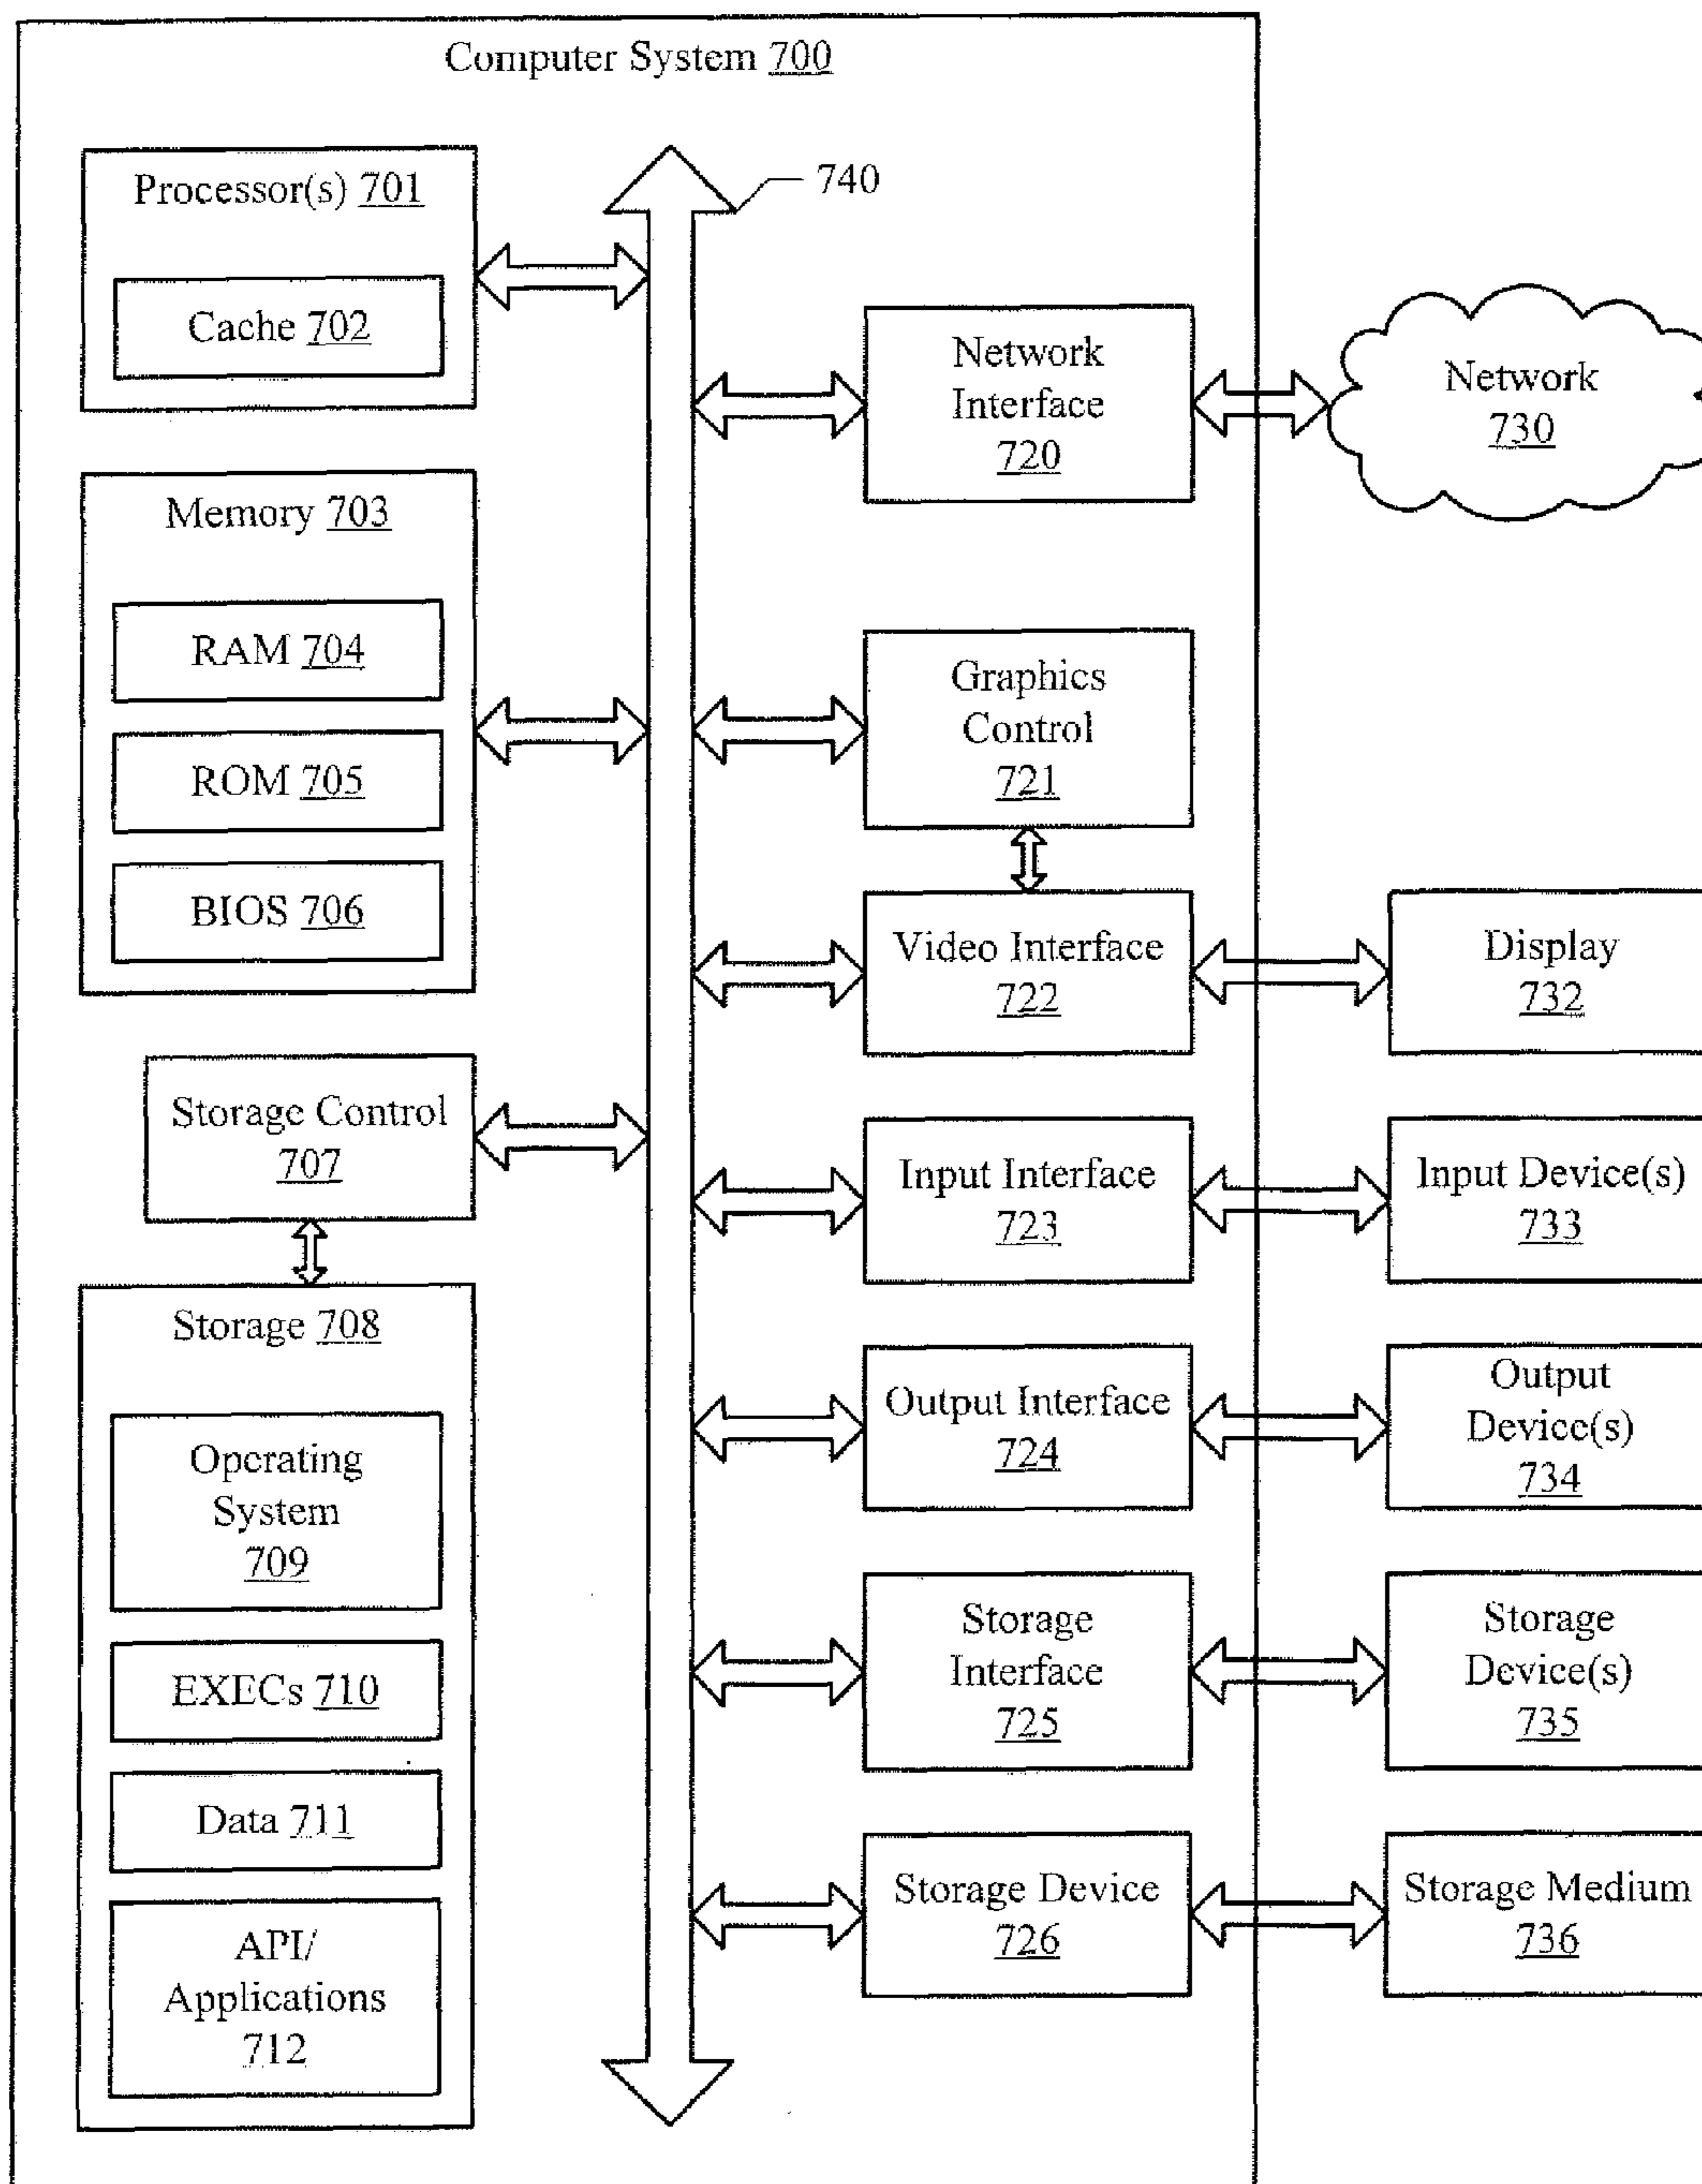 Computer System 700
Processor(s) 701
Cache 702
Memory 703
RAM 704
ROM 705
BIOS 706
Storage Control
707
Storage 708
Operating
System
709
EXECs 710
Data 711
API/
Applications
712
740
Network
Interface
720
Network
730
Graphics
Control
721
Video Interface
722
Display
732
Input Interface
723
Input Device(s)
733
Output Interface
724
Output
Device(s)
734
Storage
Interface
725
Storage
Device(s)
735
Storage Device
726
Storage Medium
736